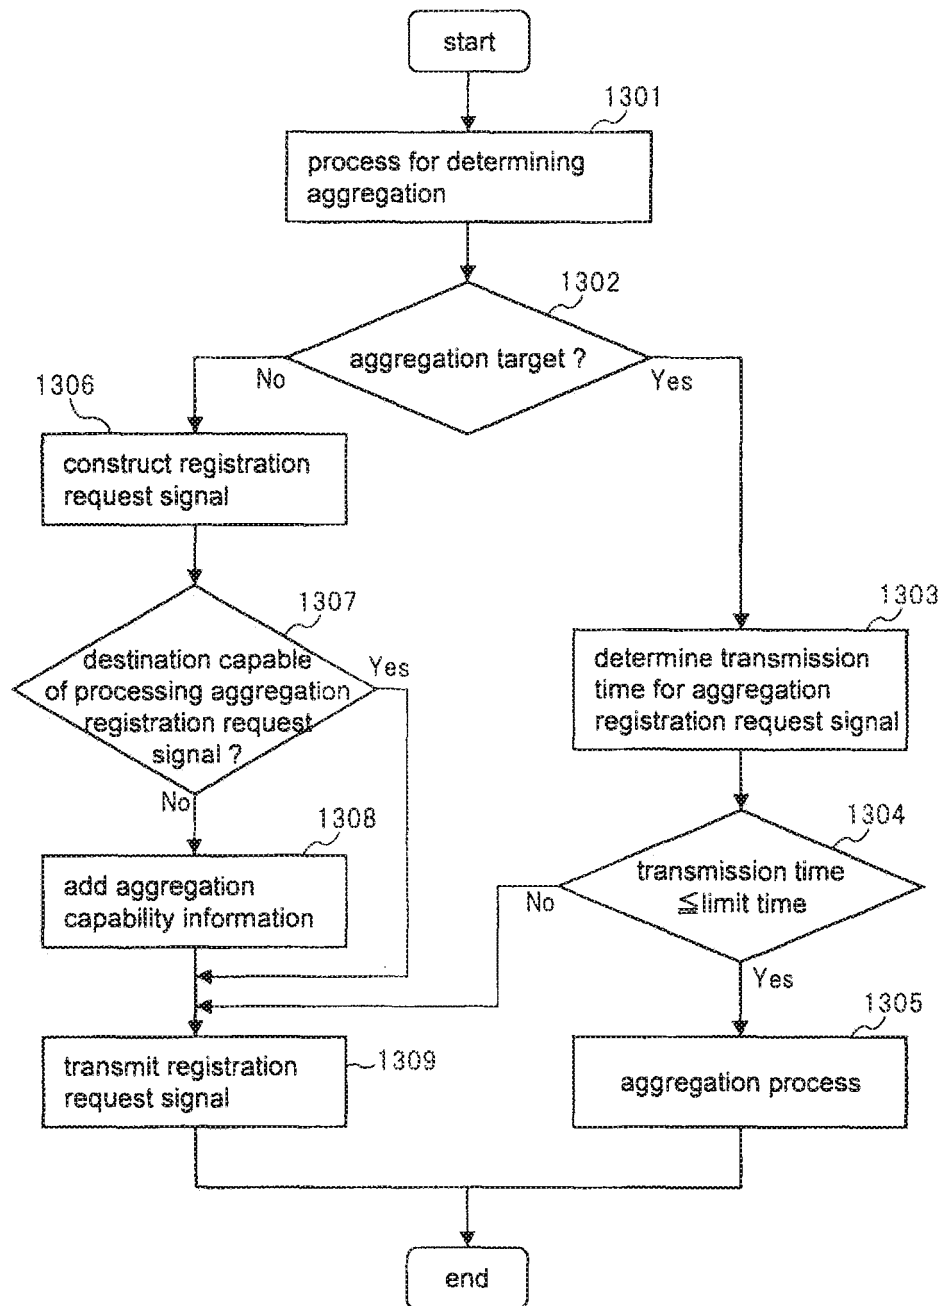 start
1301
process for determining
aggregation
1302
aggregation target ?
No
Yes
1306
construct registration
request signal
1307
destination capable
of processing aggregation
registration request
signal ?
Yes
No
1303
determine transmission
time for aggregation
registration request signal
1308
add aggregation
capability information
1304
transmission time
≦limit time
No
Yes
1305
aggregation process
transmit registration
request signal
1309
end